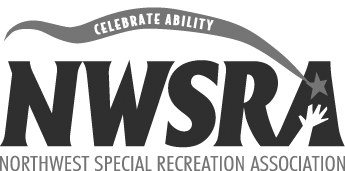 CELEBRATE ABILITY
NWSRA
NORTHWEST SPECIAL RECREATION ASSOCIATION